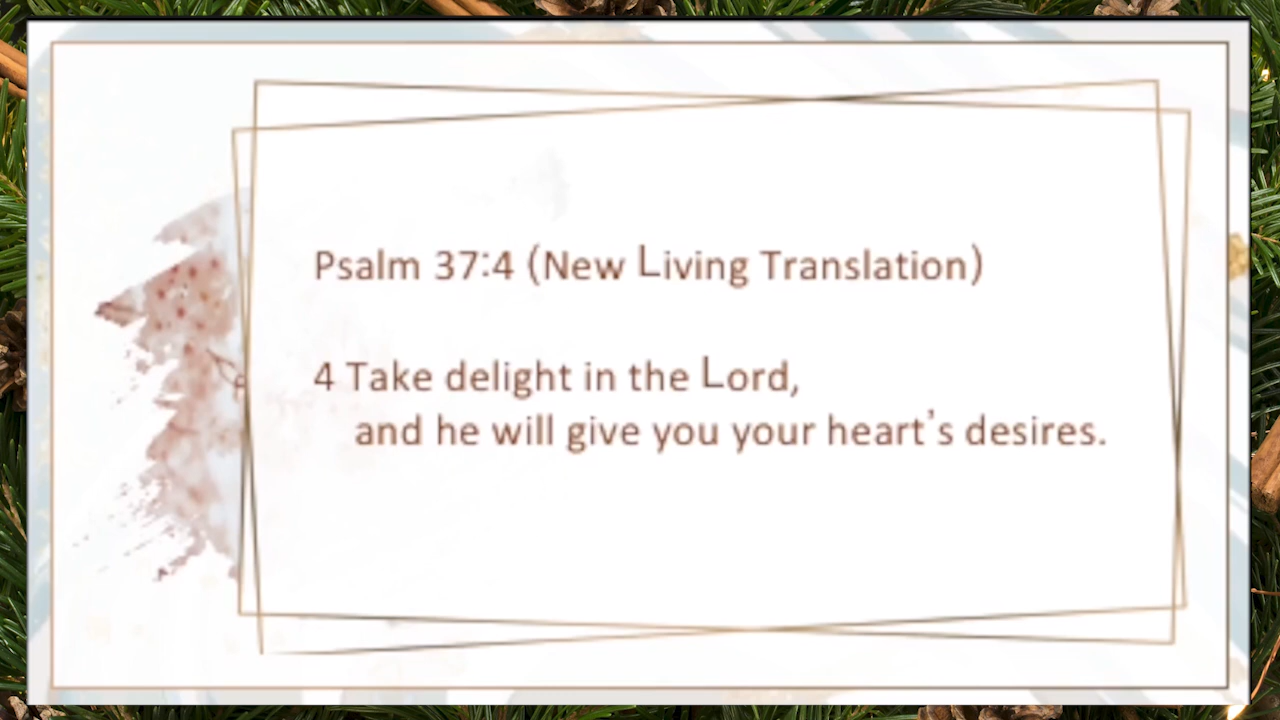 Psalm 37:4 (New Living Translation)
4 Take delight in the Lord,
and he will give you your heart's desires.